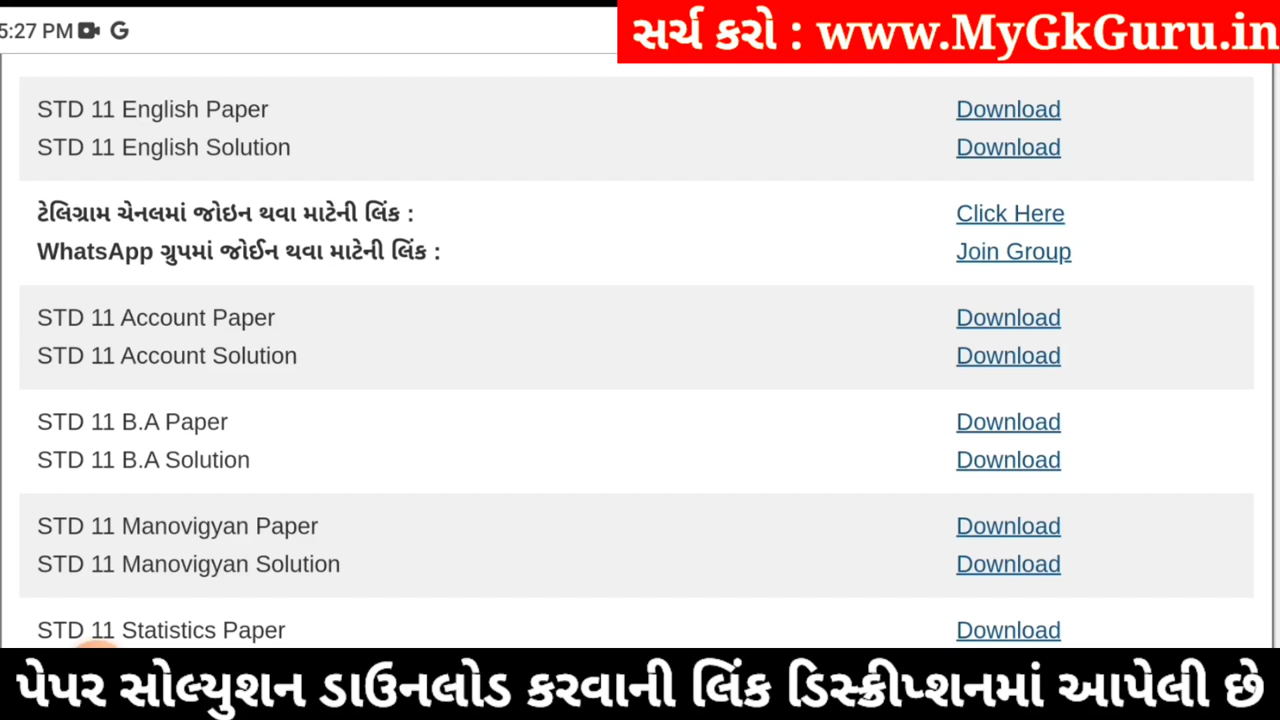 5:27 PM
સર્ચ કરો : www.MyGkGuru.in
STD 11 English Paper Download
STD 11 English Solution Download
ટેલિગ્રામ ચેનલમાં જોઇન થવા માટેની લિંક : Click Here
WhatsApp ગ્રુપમાં જોઈન થવા માટેની લિંક : Join Group
STD 11 Account Paper Download
STD 11 Account Solution Download
STD 11 B.A Paper Download
STD 11 B.A Solution Download
STD 11 Manovigyan Paper Download
STD 11 Manovigyan Solution Download
STD 11 Statistics Paper Download
પેપર સોલ્યુશન ડાઉનલોડ કરવાની લિંક ડિસ્ક્રીપ્શનમાં આપેલી છે